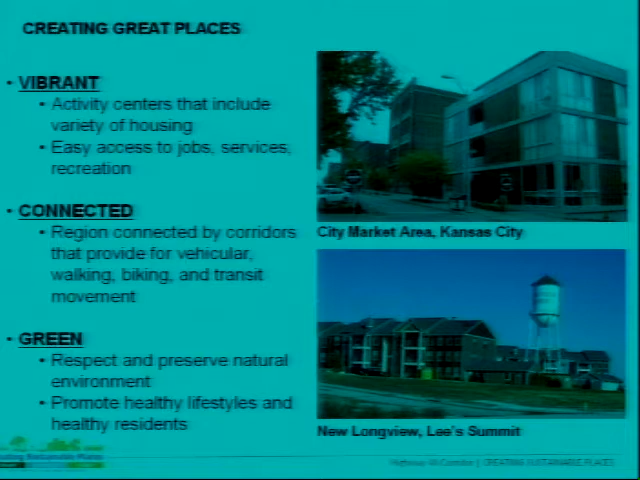 CREATING GREAT PLACES
• VIBRANT
• Activity centers that include
variety of housing
• Easy access to jobs, services,
recreation
• CONNECTED
• Region connected by corridors
that provide for vehicular,
walking, biking, and transit
movement
• GREEN
• Respect and preserve natural
environment
• Promote healthy lifestyles and
healthy residents
City Market Area, Kansas City
New Longview, Lee's Summit
Sustainable Places
Highway 40 Corridor | CREATING SUSTAINABLE PLACES